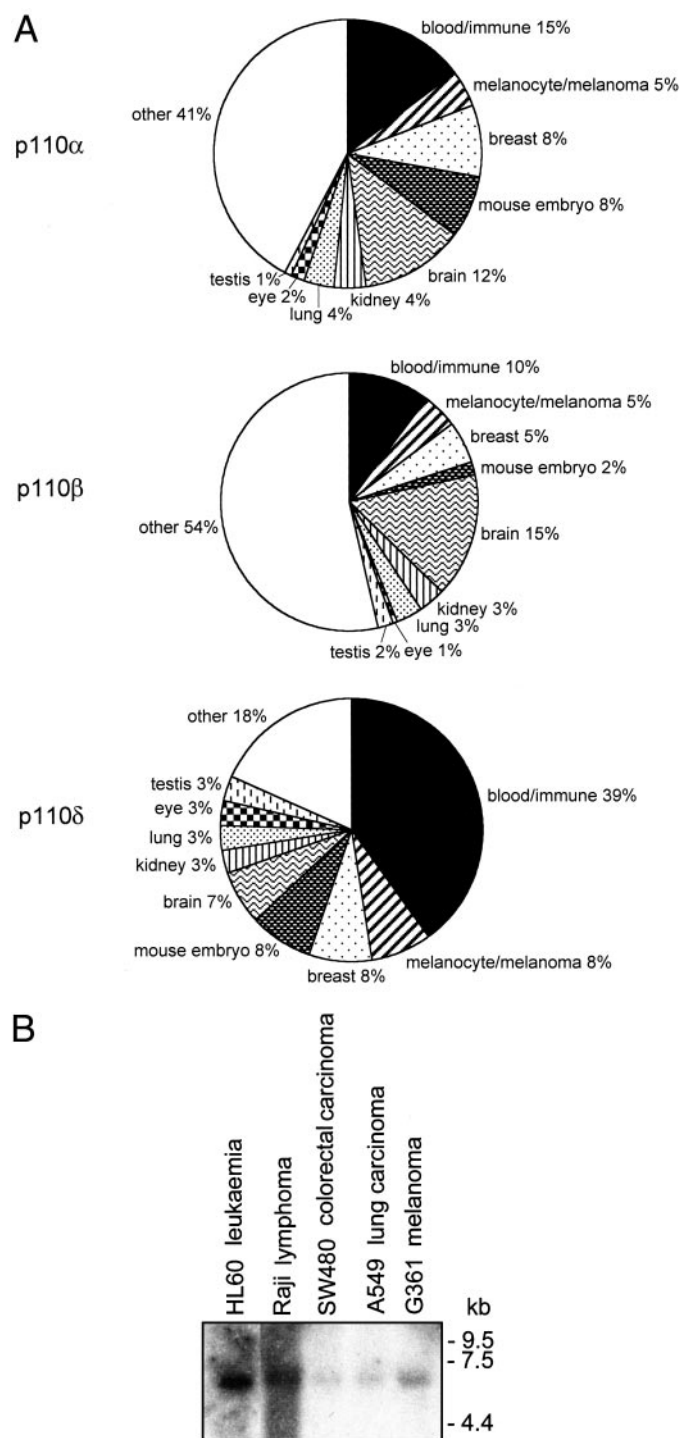 A
p110α
blood/immune 15%
melanocyte/melanoma 5%
breast 8%
mouse embryo 8%
brain 12%
kidney 4%
lung 4%
eye 2%
testis 1%
other 41%
p110β
blood/immune 10%
melanocyte/melanoma 5%
breast 5%
mouse embryo 2%
brain 15%
kidney 3%
lung 3%
eye 1%
testis 2%
other 54%
p110δ
blood/immune 39%
melanocyte/melanoma 8%
breast 8%
mouse embryo 8%
brain 7%
kidney 3%
lung 3%
eye 3%
testis 3%
other 18%
B
HL60 leukaemia
Raji lymphoma
SW480 colorectal carcinoma
A549 lung carcinoma
G361 melanoma
kb
- 9.5
- 7.5
- 4.4